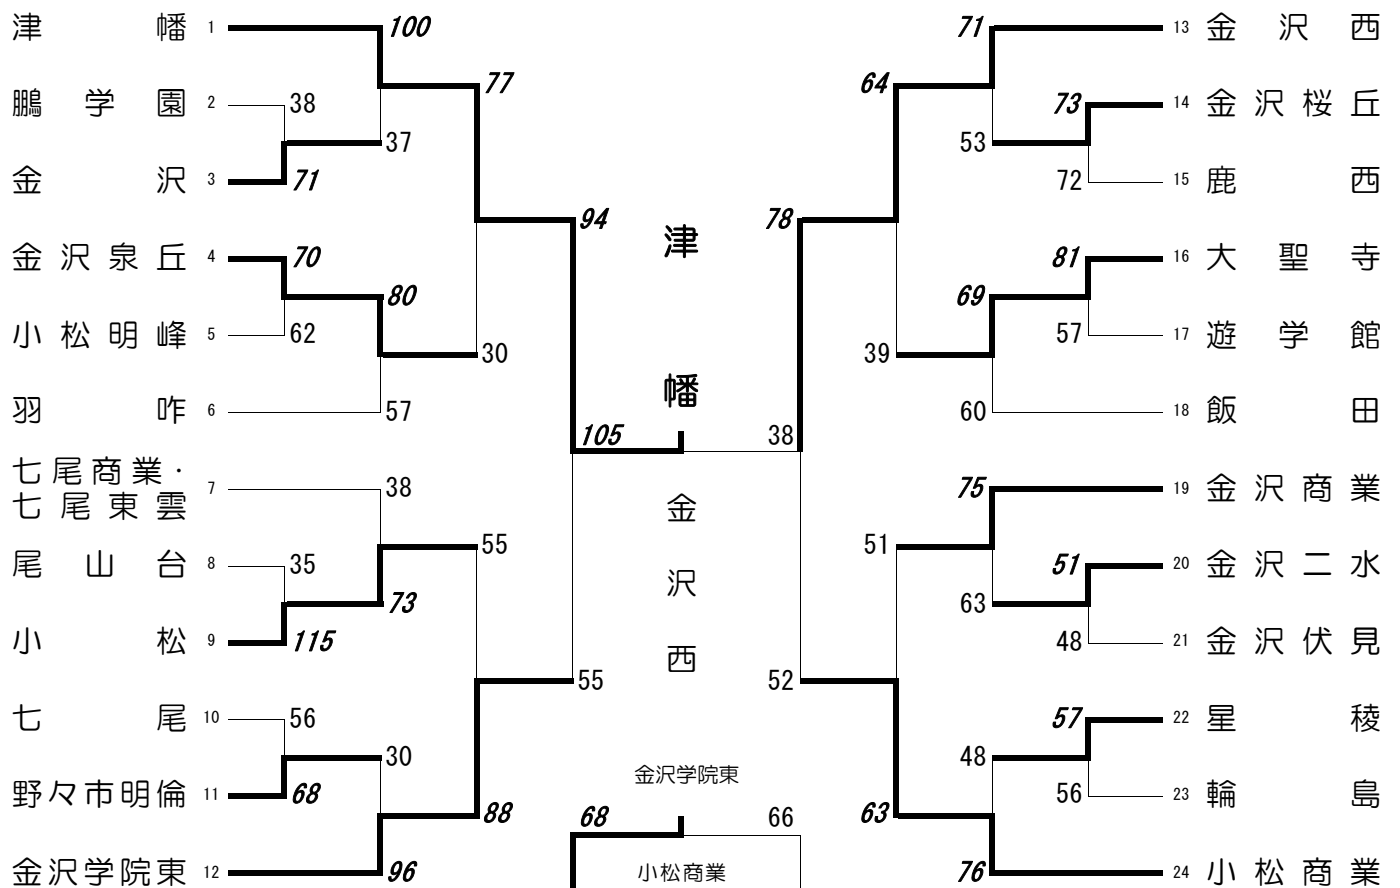 津幡 1 100 71 13 金沢西
77 64
鵬学園 2 38 73 14 金沢桜丘
37 53
金沢 3 71 72 15 鹿西
94 津 78
金沢泉丘 4 70 81 16 大聖寺
80 69
小松明峰 5 62 57 17 遊学館
30 39
幡
羽咋 6 57 60 18 飯田
105 38
七尾商業・
七尾東雲 7 38 75 19 金沢商業
金
55 51
尾山台 8 35 51 20 金沢二水
沢
73 63
小松 9 115 48 21 金沢伏見
西
55 52
七尾 10 56 57 22 星稜
30 48
金沢学院東
野々市明倫 11 68 56 23 輪島
88 68 66 63
金沢学院東 12 96 小松商業 76 24 小松商業